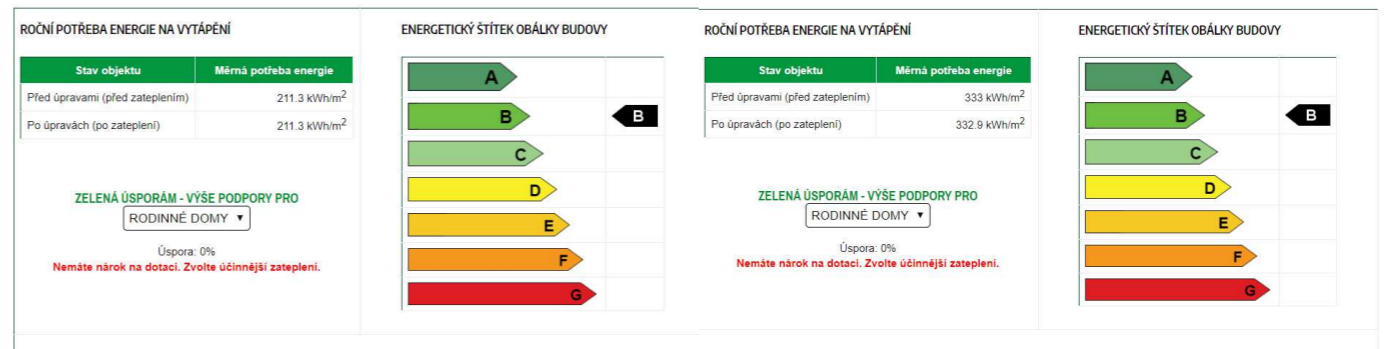 ROČNÍ POTŘEBA ENERGIE NA VYTÁPĚNÍ
Stav objektu Měrná potřeba energie
Před úpravami (před zateplením) 211.3 kWh/m²
Po úpravách (po zateplení) 211.3 kWh/m²
ZELENÁ ÚSPORÁM - VÝŠE PODPORY PRO
RODINNÉ DOMY ▼
Úspora: 0%
Nemáte nárok na dotaci. Zvolte účinnější zateplení.
ENERGETICKÝ ŠTÍTEK OBÁLKY BUDOVY
A
B B
C
D
E
F
G
ROČNÍ POTŘEBA ENERGIE NA VYTÁPĚNÍ
Stav objektu Měrná potřeba energie
Před úpravami (před zateplením) 333 kWh/m²
Po úpravách (po zateplení) 332.9 kWh/m²
ZELENÁ ÚSPORÁM - VÝŠE PODPORY PRO
RODINNÉ DOMY ▼
Úspora: 0%
Nemáte nárok na dotaci. Zvolte účinnější zateplení.
ENERGETICKÝ ŠTÍTEK OBÁLKY BUDOVY
A
B B
C
D
E
F
G